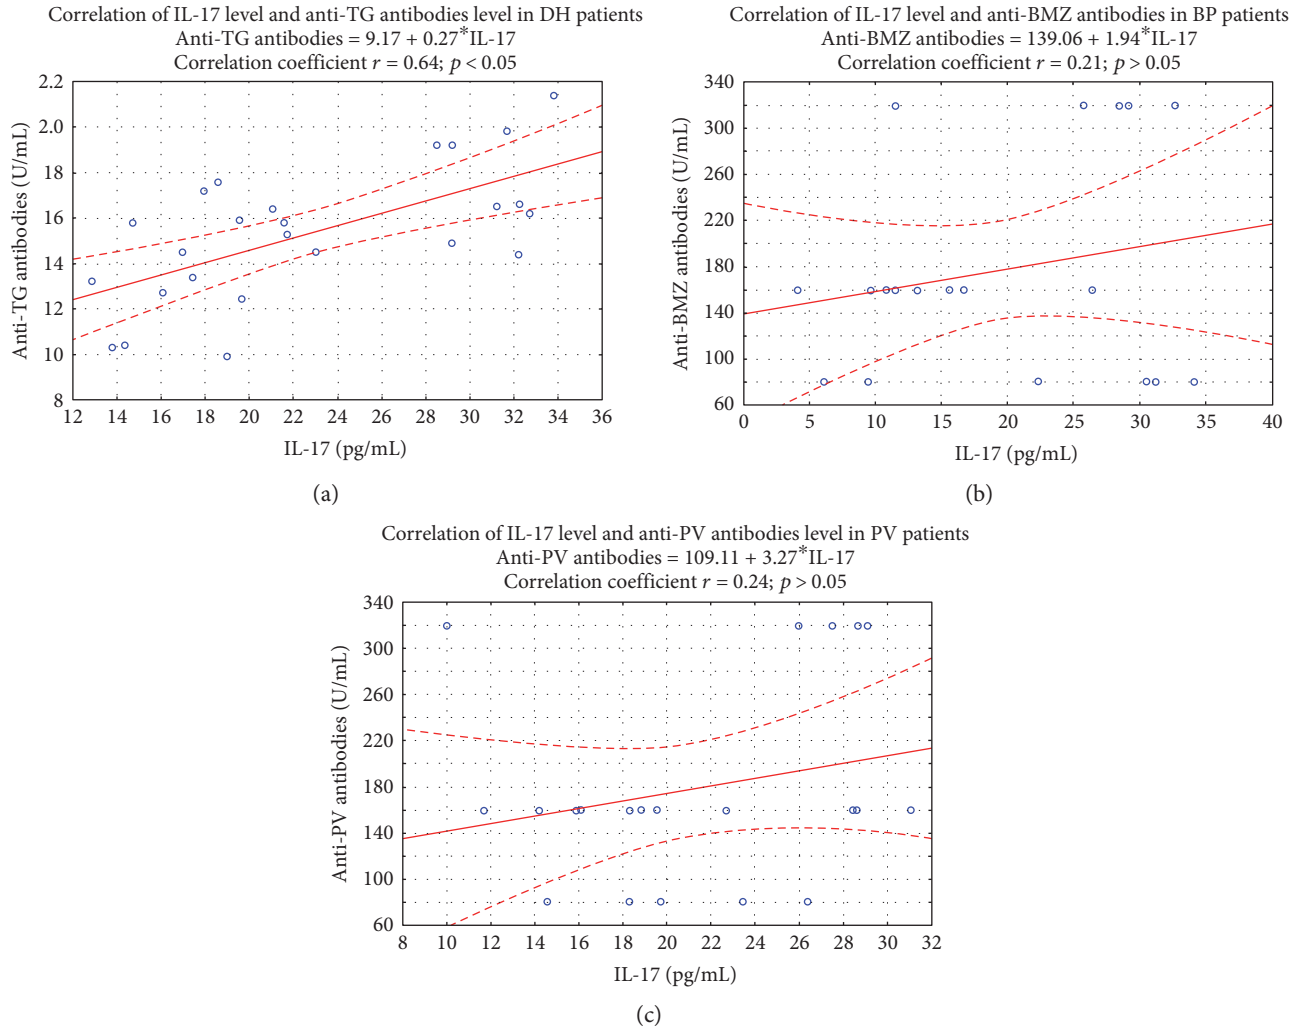 Correlation of IL-17 level and anti-TG antibodies level in DH patients
Anti-TG antibodies = 9.17 + 0.27*IL-17
Correlation coefficient r = 0.64; p < 0.05
2.2
2.0
18
16
14
12
10
8
Anti-TG antibodies (U/mL)
12 14 16 18 20 22 24 26 28 30 32 34 36
IL-17 (pg/mL)
(a)
Correlation of IL-17 level and anti-BMZ antibodies in BP patients
Anti-BMZ antibodies = 139.06 + 1.94*IL-17
Correlation coefficient r = 0.21; p > 0.05
340
300
260
220
180
140
100
60
Anti-BMZ antibodies (U/mL)
0 5 10 15 20 25 30 35 40
IL-17 (pg/mL)
(b)
Correlation of IL-17 level and anti-PV antibodies level in PV patients
Anti-PV antibodies = 109.11 + 3.27*IL-17
Correlation coefficient r = 0.24; p > 0.05
340
300
260
220
180
140
100
60
Anti-PV antibodies (U/mL)
8 10 12 14 16 18 20 22 24 26 28 30 32
IL-17 (pg/mL)
(c)